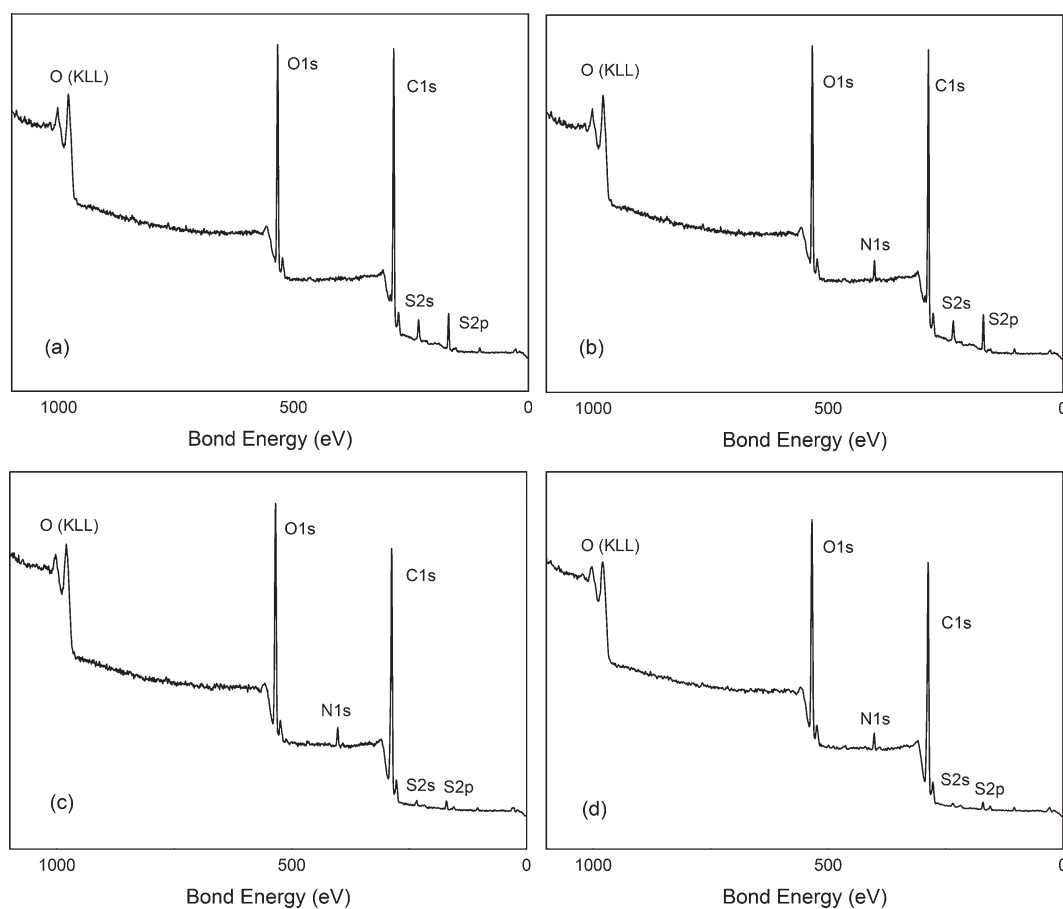 O (KLL)
O1s
C1s
S2s
S2p
(a)
1000
500
0
Bond Energy (eV)
O (KLL)
O1s
C1s
N1s
S2s
S2p
(b)
1000
500
0
Bond Energy (eV)
O (KLL)
O1s
C1s
N1s
S2s
S2p
(c)
1000
500
0
Bond Energy (eV)
O (KLL)
O1s
C1s
N1s
S2s
S2p
(d)
1000
500
0
Bond Energy (eV)